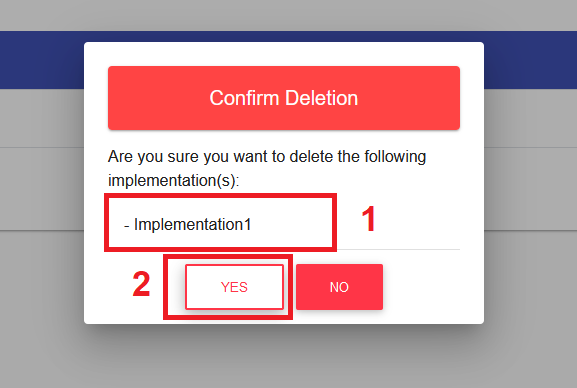 Confirm Deletion
Are you sure you want to delete the following
implementation(s):
- Implementation1
1
2
YES
NO